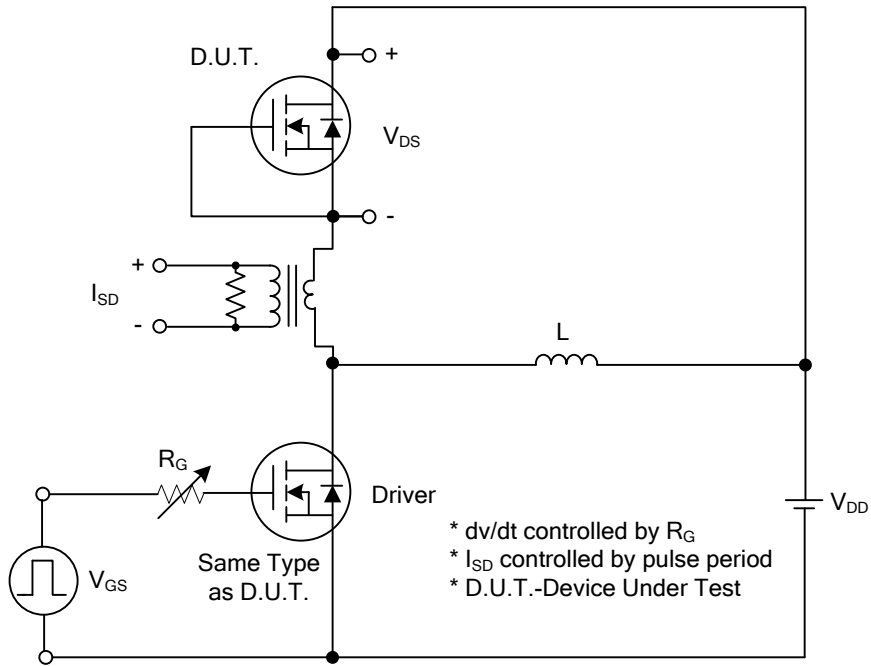 D.U.T.
+
V_DS
-
+
I_SD
-
L
R_G
Driver
V_DD
* dv/dt controlled by R_G
* I_SD controlled by pulse period
* D.U.T.-Device Under Test
Same Type
as D.U.T.
V_GS